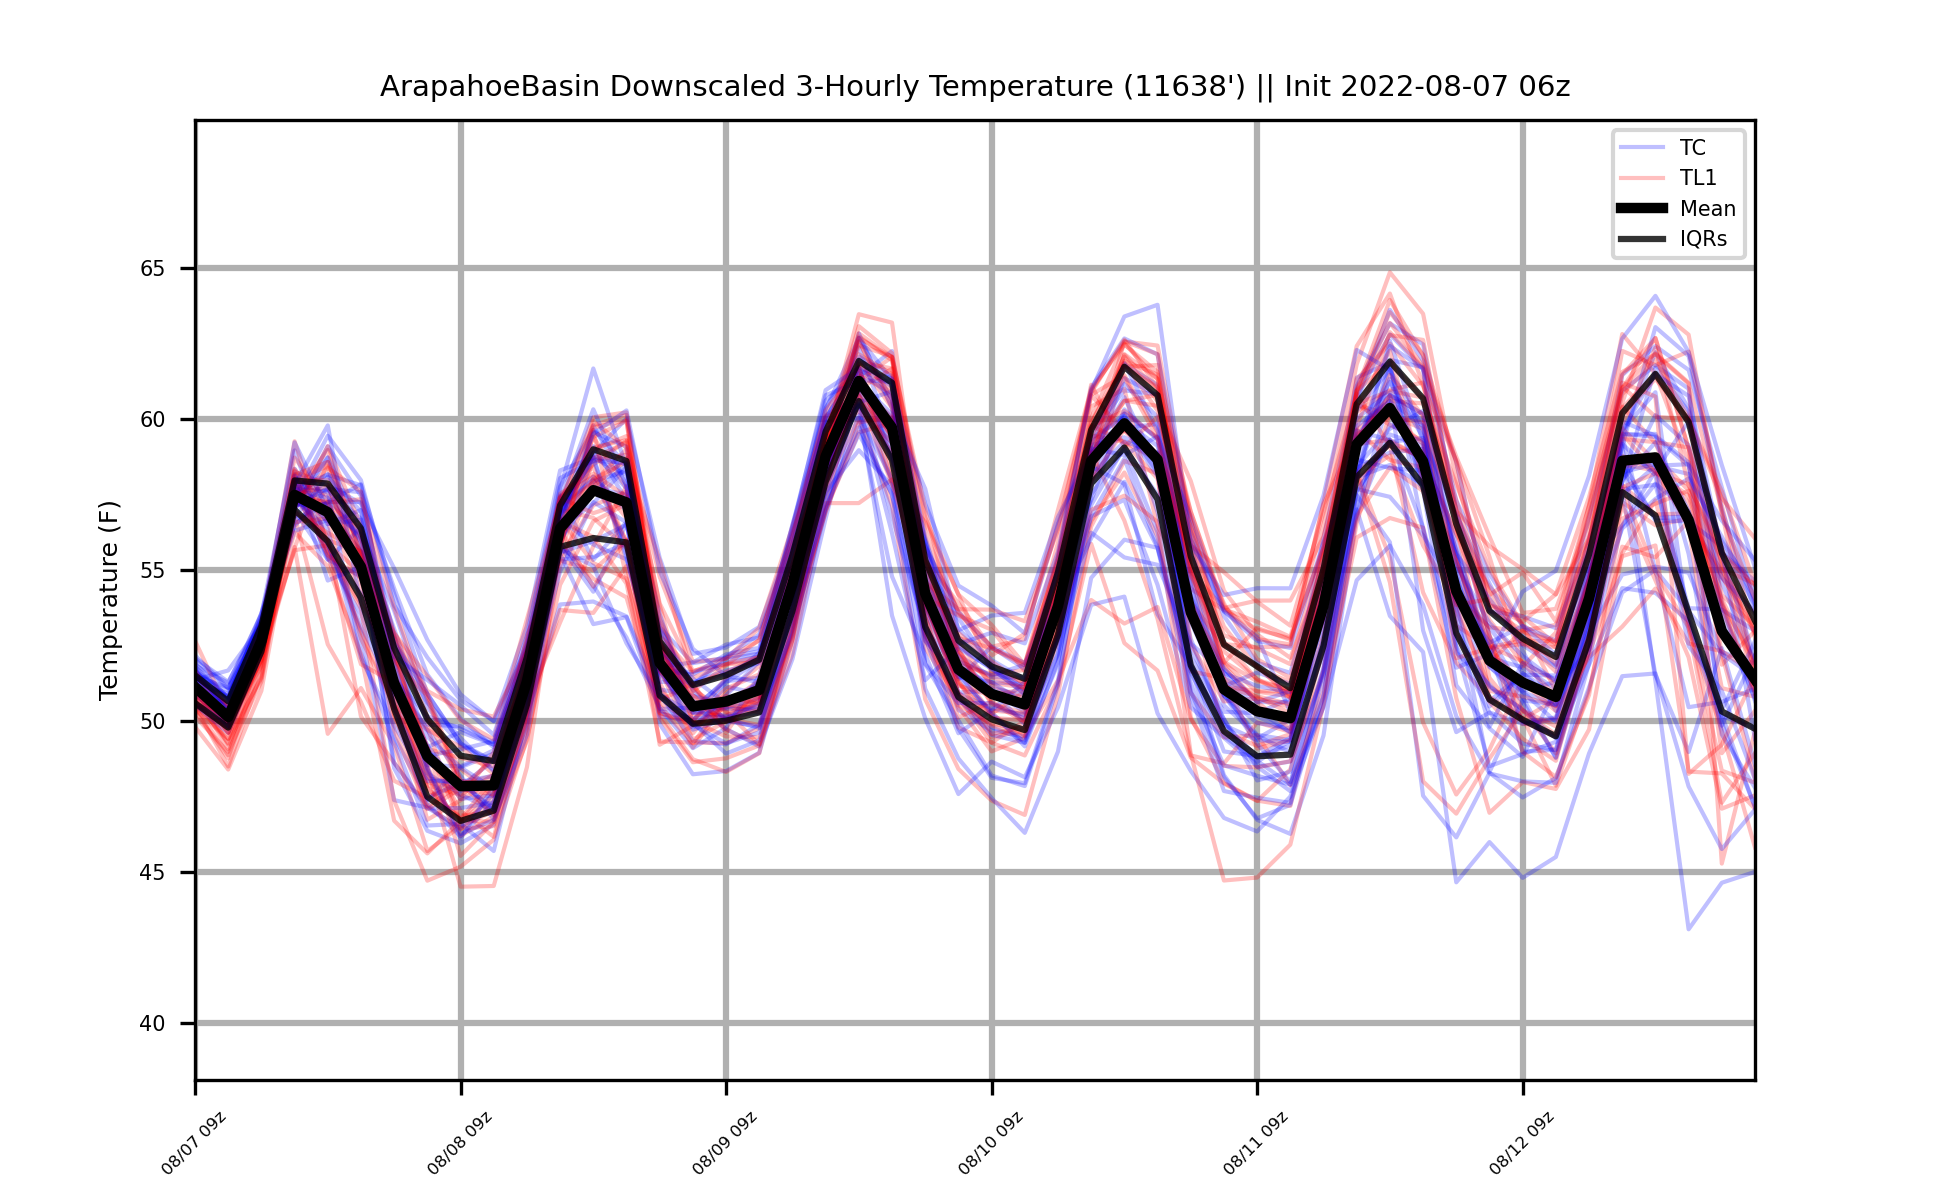 ArapahoeBasin Downscaled 3-Hourly Temperature (11638') || Init 2022-08-07 06z
TC
TL1
Mean
IQRs
Temperature (F)
65
60
55
50
45
40
08/07 09z
08/08 09z
08/09 09z
08/10 09z
08/11 09z
08/12 09z